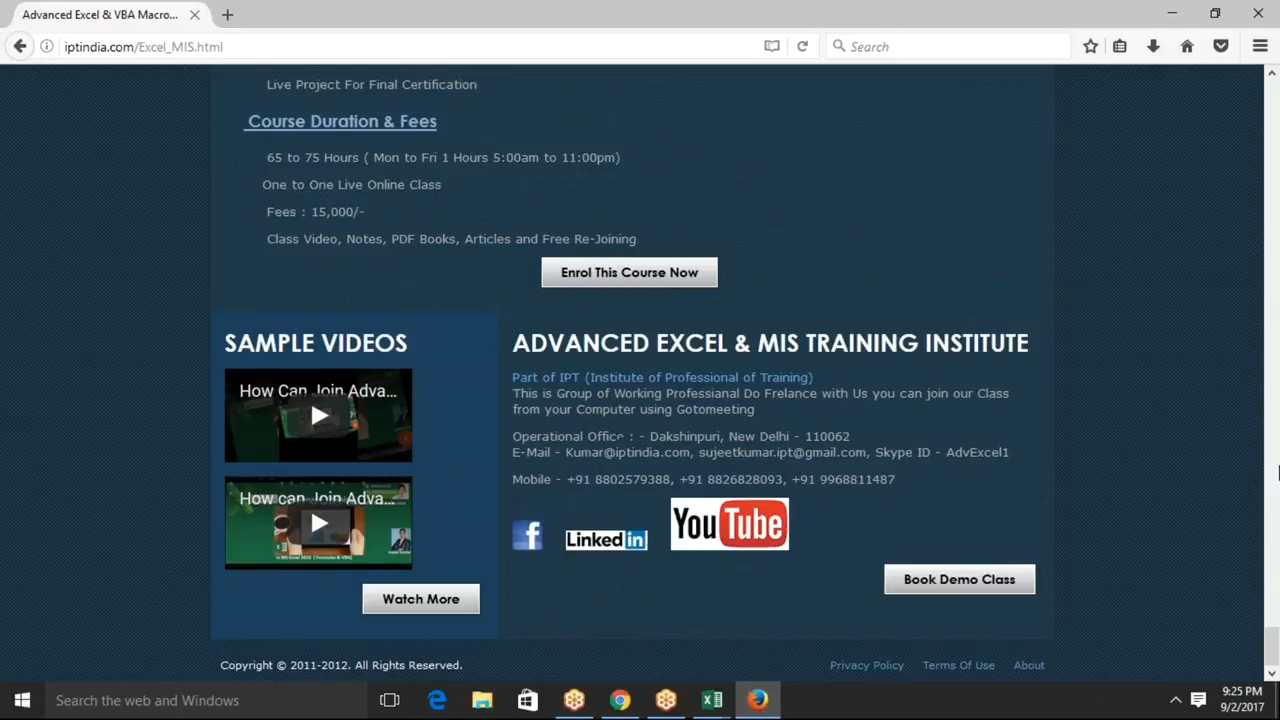 Advanced Excel & VBA Macro...
iptindia.com/Excel_MIS.html
Search
Live Project For Final Certification
Course Duration & Fees
65 to 75 Hours ( Mon to Fri 1 Hours 5:00am to 11:00pm)
One to One Live Online Class
Fees : 15,000/-
Class Video, Notes, PDF Books, Articles and Free Re-Joining
Enrol This Course Now
SAMPLE VIDEOS
How Can Join Adva...
How can Join Adva...
Watch More
ADVANCED EXCEL & MIS TRAINING INSTITUTE
Part of IPT (Institute of Professional of Training)
This is Group of Working Professianal Do Frelance with Us you can join our Class
from your Computer using Gotomeeting
Operational Office : - Dakshinpuri, New Delhi - 110062
E-Mail - Kumar@iptindia.com, sujeetkumar.ipt@gmail.com, Skype ID - AdvExcel1
Mobile - +91 8802579388, +91 8826828093, +91 9968811487
f
Linked in
YouTube
Book Demo Class
Copyright © 2011-2012. All Rights Reserved.
Privacy Policy Terms Of Use About
Search the web and Windows
9:25 PM
9/2/2017